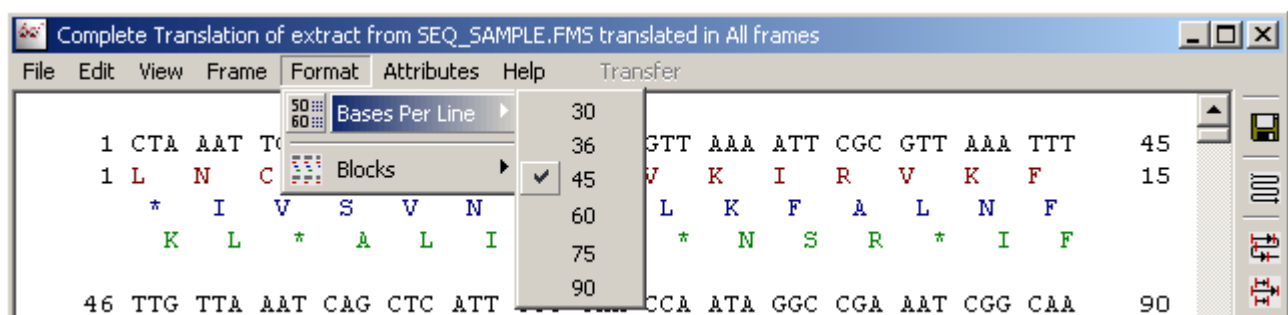 Complete Translation of extract from SEQ_SAMPLE.FMS translated in All frames
File Edit View Frame Format Attributes Help Transfer
50 60 Bases Per Line
Blocks
30
36
45
60
75
90
1 CTA AAT GTT AAA ATT CGC GTT AAA TTT 45
1 L N C V K I R V K F 15
* I V S V N L K F A L N F
K L * A L I * N S R * I F
46 TTG TTA AAT CAG CTC ATT CCA ATA GGC CGA AAT CGG CAA 90